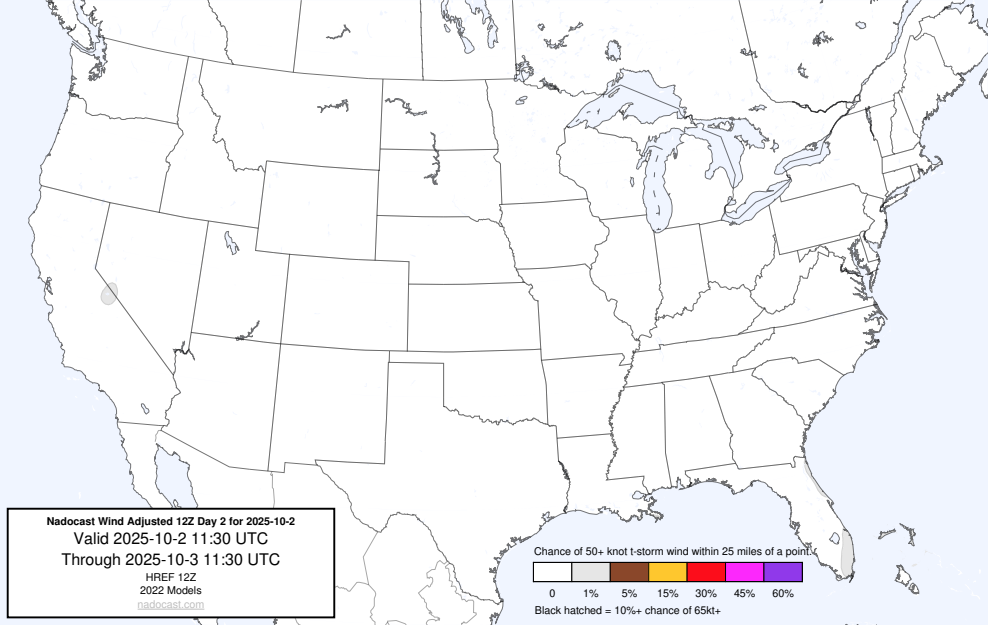 Nadocast Wind Adjusted 12Z Day 2 for 2025-10-2
Valid 2025-10-2 11:30 UTC
Through 2025-10-3 11:30 UTC
HREF 12Z
2022 Models
nadocast.com
Chance of 50+ knot t-storm wind within 25 miles of a point.
0 1% 5% 15% 30% 45% 60%
Black hatched = 10%+ chance of 65kt+